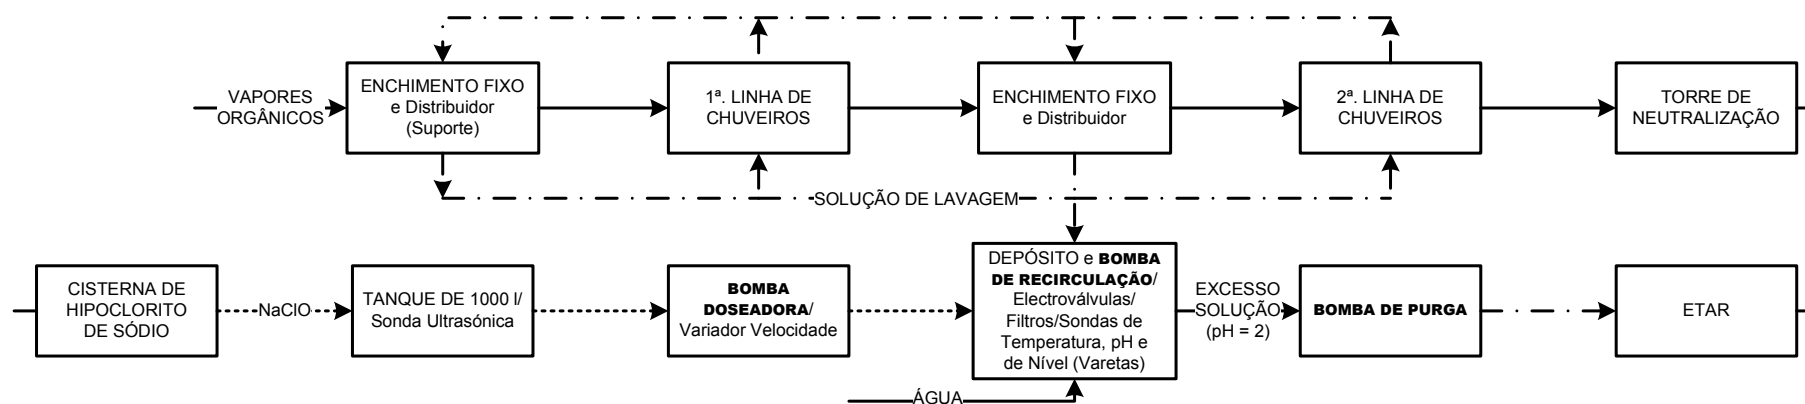 VAPORES
ORGÂNICOS
ENCHIMENTO FIXO
e Distribuidor
(Suporte)
1ª. LINHA DE
CHUVEIROS
ENCHIMENTO FIXO
e Distribuidor
2ª. LINHA DE
CHUVEIROS
TORRE DE
NEUTRALIZAÇÃO
SOLUÇÃO DE LAVAGEM
CISTERNA DE
HIPOCLORITO
DE SÓDIO
NaClO
TANQUE DE 1000 l/
Sonda Ultrasónica
BOMBA
DOSEADORA/
Variador Velocidade
DEPÓSITO e BOMBA
DE RECIRCULAÇÃO/
Electroválvulas/
Filtros/Sondas de
Temperatura, pH e
de Nível (Varetas)
EXCESSO
SOLUÇÃO
(pH = 2)
BOMBA DE PURGA
ETAR
ÁGUA